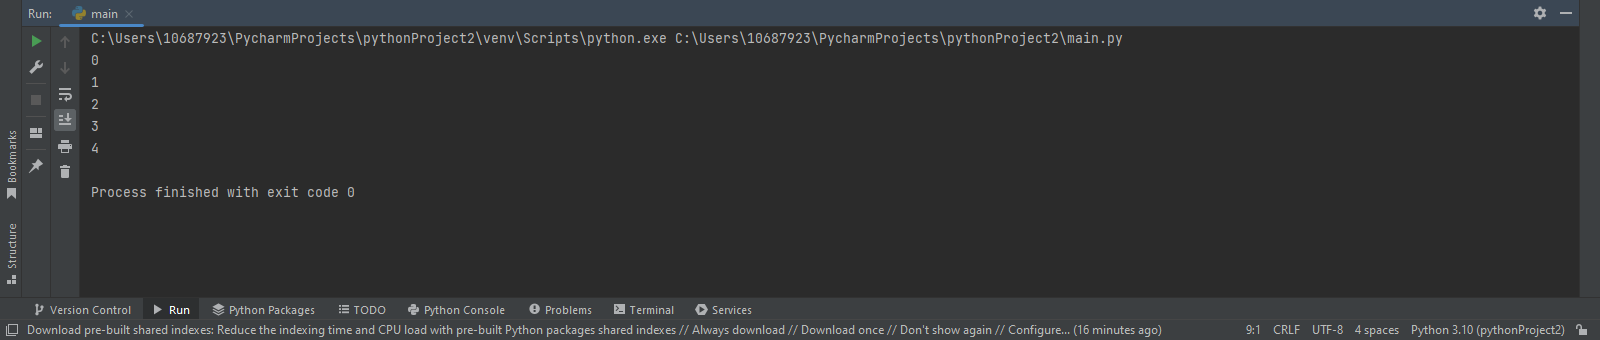 Run: main
C:\Users\10687923\PycharmProjects\pythonProject2\venv\Scripts\python.exe C:\Users\10687923\PycharmProjects\pythonProject2\main.py
0
1
2
3
4
Process finished with exit code 0
Bookmarks
Structure
Version Control Run Python Packages TODO Python Console Problems Terminal Services
Download pre-built shared indexes: Reduce the indexing time and CPU load with pre-built Python packages shared indexes // Always download // Download once // Don't show again // Configure... (16 minutes ago) 9:1 CRLF UTF-8 4 spaces Python 3.10 (pythonProject2)